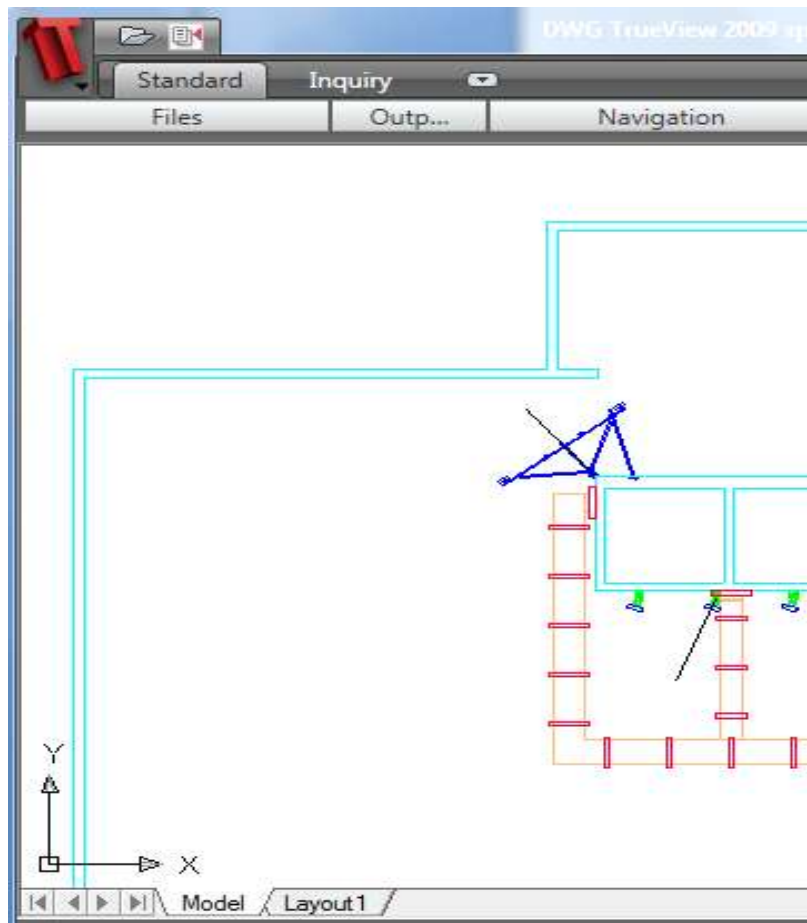 DWG TrueView 2009
Standard Inquiry
Files Outp... Navigation
Y
X
Model Layout1